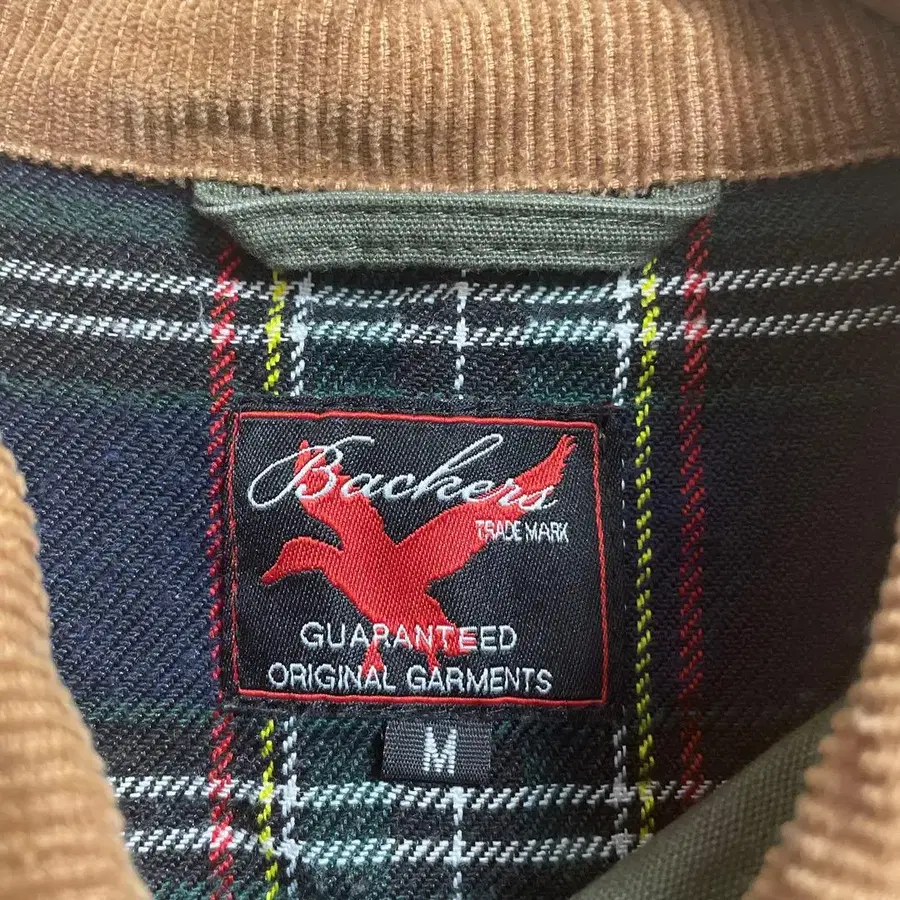 Backers
TRADE MARK
GUARANTEED
ORIGINAL GARMENTS
M